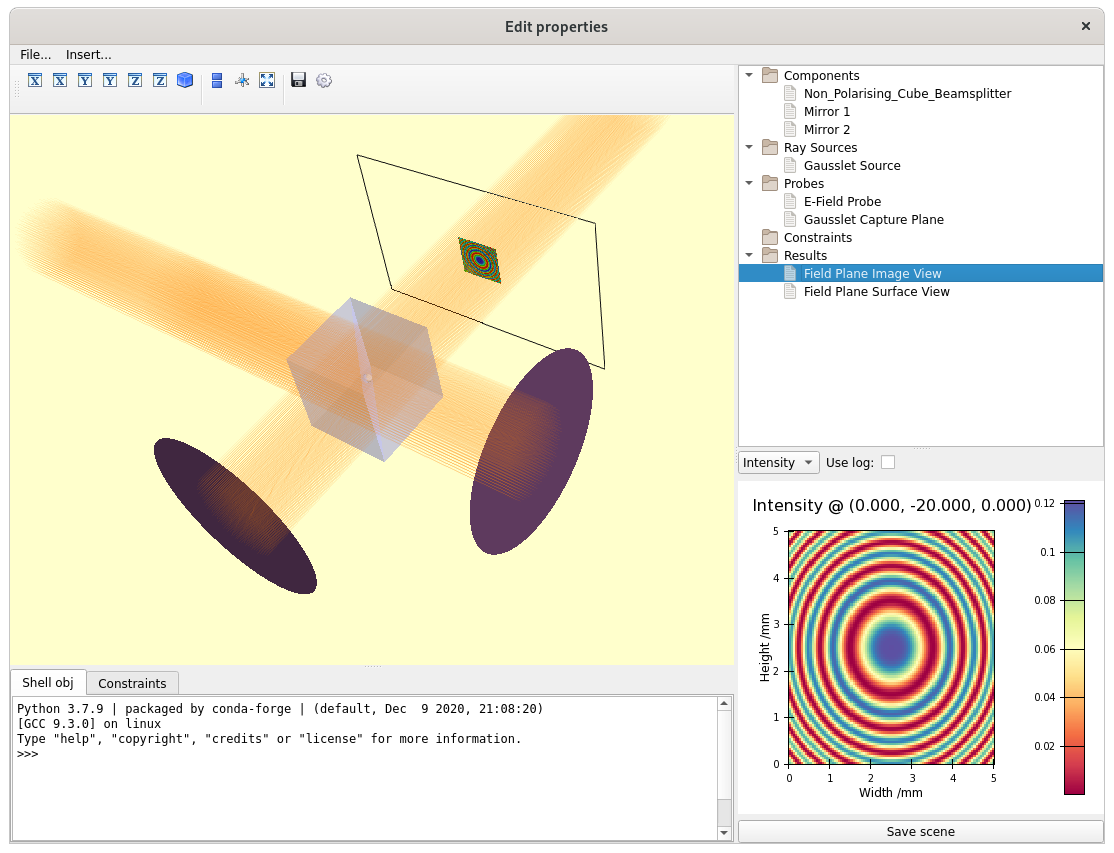 Edit properties
×
File... Insert...
X X Y Y Z Z
Components
Non_Polarising_Cube_Beamsplitter
Mirror 1
Mirror 2
Ray Sources
Gausslet Source
Probes
E-Field Probe
Gausslet Capture Plane
Constraints
Results
Field Plane Image View
Field Plane Surface View
Intensity Use log:
Intensity @ (0.000, -20.000, 0.000)
0.12
0.1
0.08
0.06
0.04
0.02
5
4
3
2
1
0
Height /mm
0 1 2 3 4 5
Width /mm
Save scene
Shell obj Constraints
Python 3.7.9 | packaged by conda-forge | (default, Dec  9 2020, 21:08:20)
[GCC 9.3.0] on linux
Type "help", "copyright", "credits" or "license" for more information.
>>>